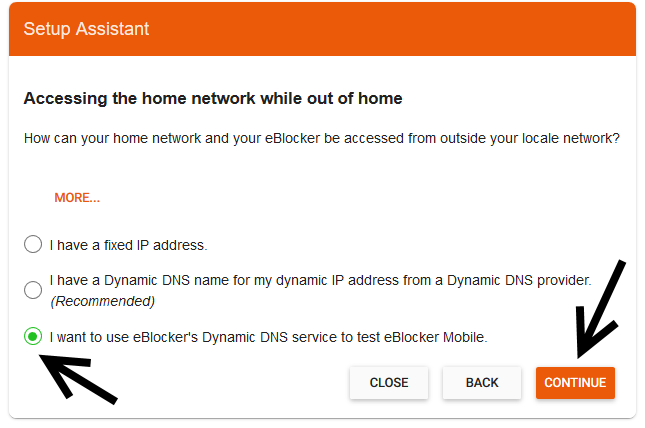 Setup Assistant
Accessing the home network while out of home
How can your home network and your eBlocker be accessed from outside your locale network?
MORE...
I have a fixed IP address.
I have a Dynamic DNS name for my dynamic IP address from a Dynamic DNS provider.
(Recommended)
I want to use eBlocker's Dynamic DNS service to test eBlocker Mobile.
CLOSE BACK CONTINUE